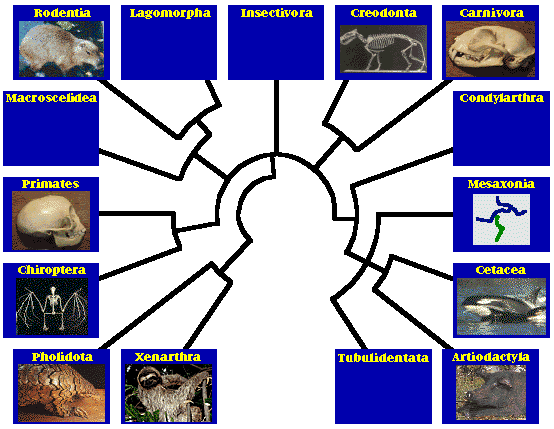 Rodentia
Lagomorpha
Insectivora
Creodonta
Carnivora
Macroscelidea
Condylarthra
Primates
Mesaxonia
Chiroptera
Cetacea
Pholidota
Xenarthra
Tubulidentata
Artiodactyla